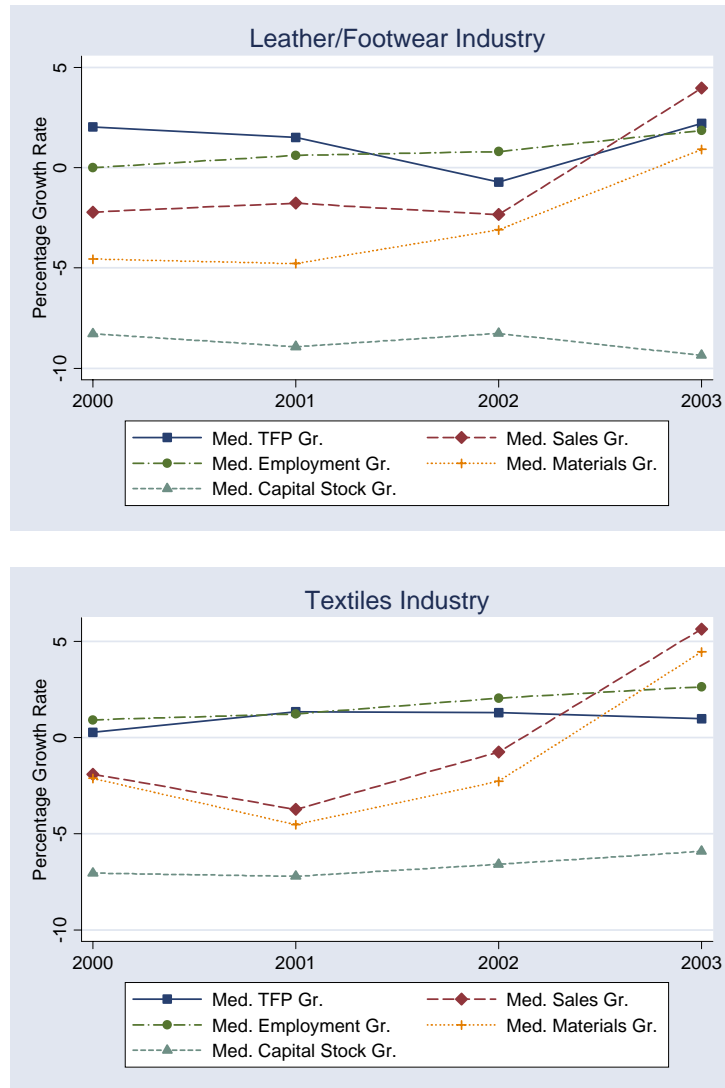 Leather/Footwear Industry
Percentage Growth Rate
5
0
-5
-10
2000 2001 2002 2003
Med. TFP Gr. Med. Sales Gr.
Med. Employment Gr. Med. Materials Gr.
Med. Capital Stock Gr.
Textiles Industry
Percentage Growth Rate
5
0
-5
-10
2000 2001 2002 2003
Med. TFP Gr. Med. Sales Gr.
Med. Employment Gr. Med. Materials Gr.
Med. Capital Stock Gr.